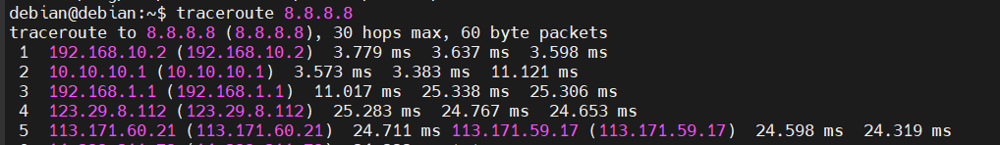 debian@debian:~$ traceroute 8.8.8.8
traceroute to 8.8.8.8 (8.8.8.8), 30 hops max, 60 byte packets
1 192.168.10.2 (192.168.10.2) 3.779 ms 3.637 ms 3.598 ms
2 10.10.10.1 (10.10.10.1) 3.573 ms 3.383 ms 11.121 ms
3 192.168.1.1 (192.168.1.1) 11.017 ms 25.338 ms 25.306 ms
4 123.29.8.112 (123.29.8.112) 25.283 ms 24.767 ms 24.653 ms
5 113.171.60.21 (113.171.60.21) 24.711 ms 113.171.59.17 (113.171.59.17) 24.598 ms 24.319 ms